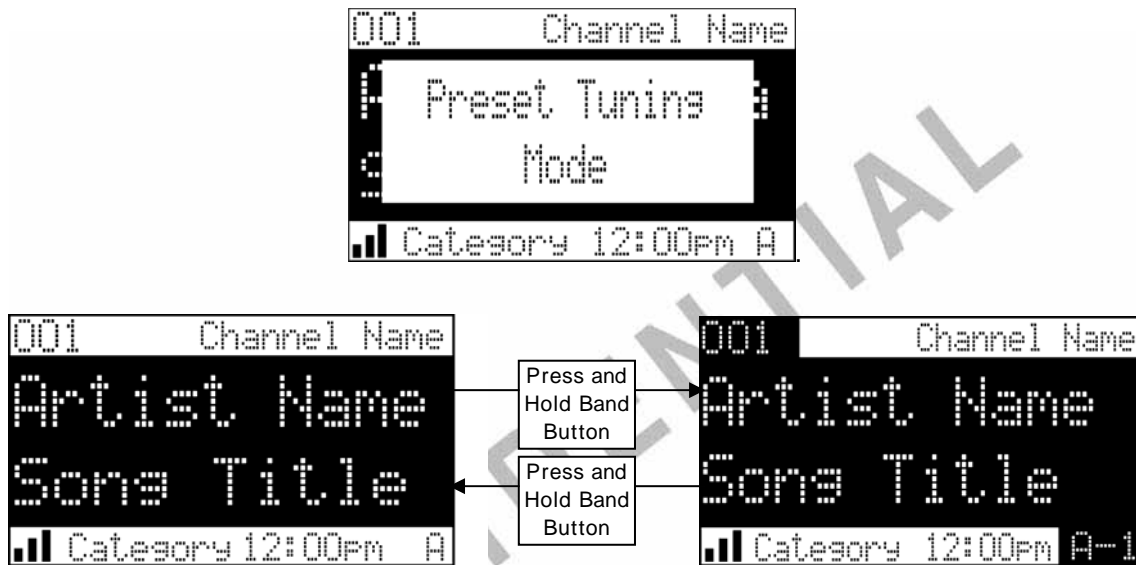 001 Channel Name
Preset Tuning
Mode
Category 12:00pm A
001 Channel Name
Artist Name
Song Title
Category 12:00pm A
Press and
Hold Band
Button
Press and
Hold Band
Button
001 Channel Name
Artist Name
Song Title
Category 12:00pm A-1